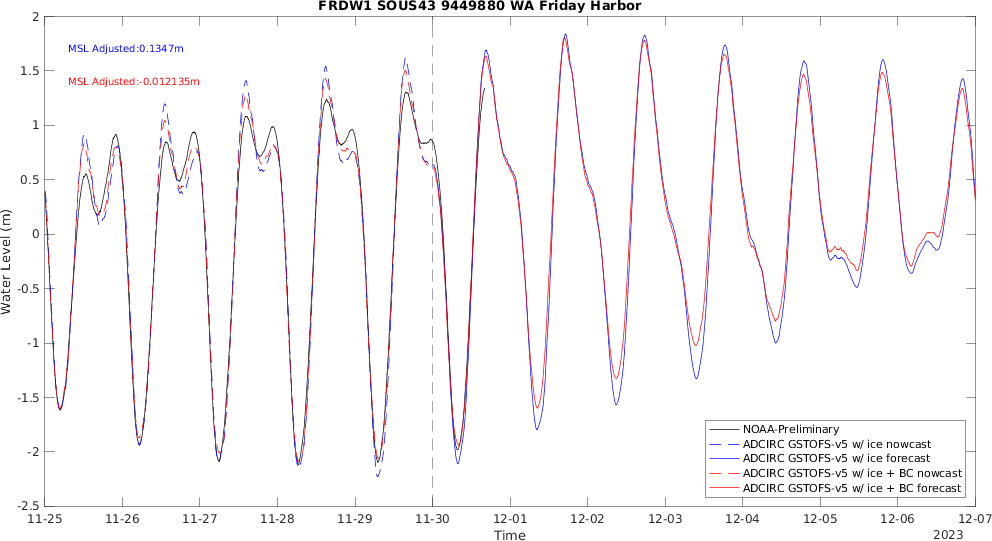 FRDW1 SOUS43 9449880 WA Friday Harbor
MSL Adjusted:0.1347m
MSL Adjusted:-0.012135m
Water Level (m)
2
1.5
1
0.5
0
-0.5
-1
-1.5
-2
-2.5
NOAA-Preliminary
ADCIRC GSTOFS-v5 w/ ice nowcast
ADCIRC GSTOFS-v5 w/ ice forecast
ADCIRC GSTOFS-v5 w/ ice + BC nowcast
ADCIRC GSTOFS-v5 w/ ice + BC forecast
11-25 11-26 11-27 11-28 11-29 11-30 12-01 12-02 12-03 12-04 12-05 12-06 12-07
Time
2023